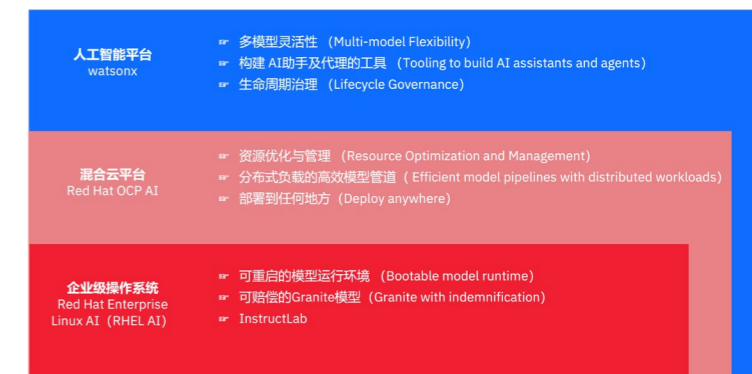 人工智能平台
watsonx
☞ 多模型灵活性 (Multi-model Flexibility)
☞ 构建 AI助手及代理的工具 (Tooling to build AI assistants and agents)
☞ 生命周期治理 (Lifecycle Governance)
混合云平台
Red Hat OCP AI
☞ 资源优化与管理 (Resource Optimization and Management)
☞ 分布式负载的高效模型管道 ( Efficient model pipelines with distributed workloads)
☞ 部署到任何地方 (Deploy anywhere)
企业级操作系统
Red Hat Enterprise
Linux AI（RHEL AI）
☞ 可重启的模型运行环境 (Bootable model runtime)
☞ 可赔偿的Granite模型 (Granite with indemnification)
☞ InstructLab